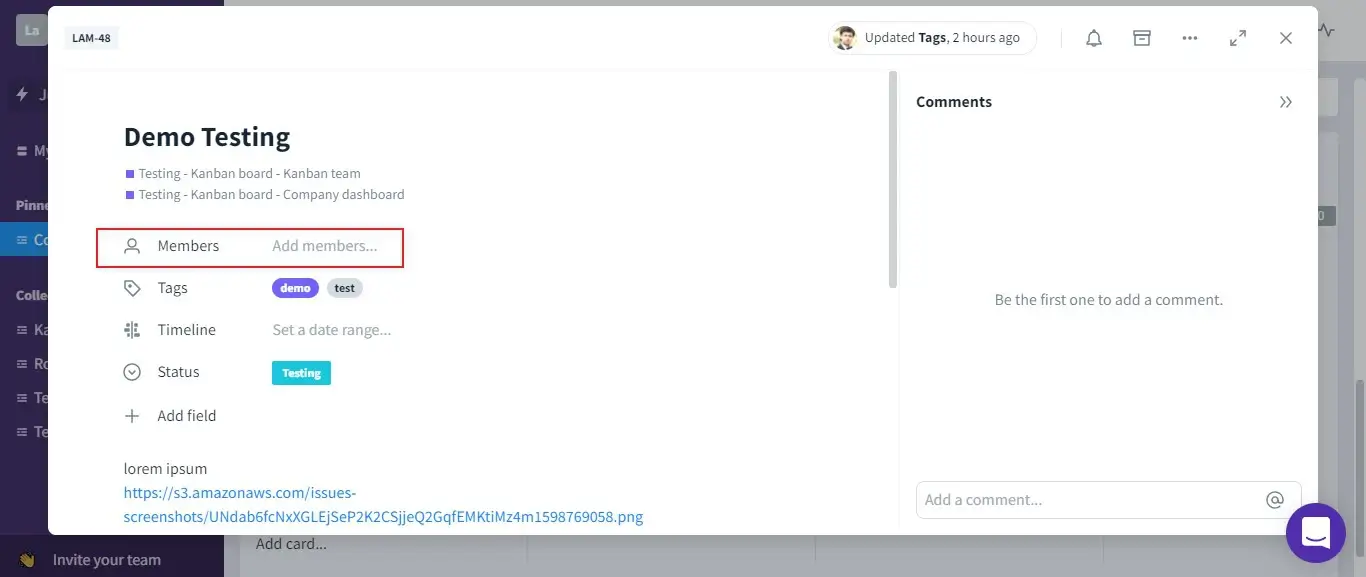 La
LAM-48
Updated Tags, 2 hours ago
Demo Testing
Testing - Kanban board - Kanban team
Testing - Kanban board - Company dashboard
Members Add members...
Tags demo test
Timeline Set a date range...
Status Testing
Add field
lorem ipsum
https://s3.amazonaws.com/issues-
screenshots/UNdab6fcNxXGLEjSeP2K2CSjjeQ2GqfEMKtiMz4m1598769058.png
Comments
Be the first one to add a comment.
Add a comment...
My
Pinne
Co
Colle
Ka
Ro
Te
Te
Invite your team
Add card...